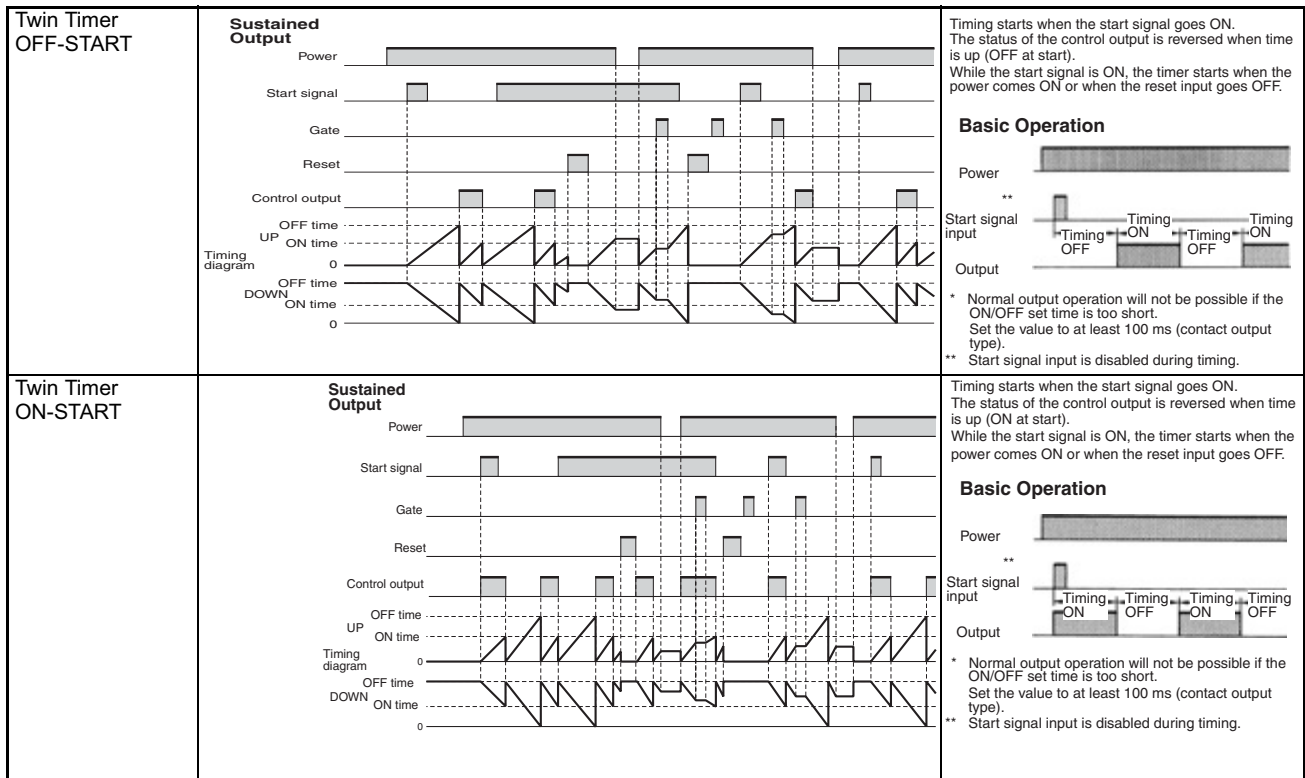 Twin Timer
OFF-START
Sustained
Output
Power
Start signal
Gate
Reset
Control output
OFF time
UP
ON time
Timing
diagram
0
OFF time
DOWN
ON time
0
Timing starts when the start signal goes ON.
The status of the control output is reversed when time
is up (OFF at start).
While the start signal is ON, the timer starts when the
power comes ON or when the reset input goes OFF.
Basic Operation
Power
**
Start signal
input
Timing
OFF
Timing
ON
Timing
OFF
Timing
ON
Output
* Normal output operation will not be possible if the
ON/OFF set time is too short.
Set the value to at least 100 ms (contact output
type).
** Start signal input is disabled during timing.
Twin Timer
ON-START
Sustained
Output
Power
Start signal
Gate
Reset
Control output
OFF time
UP
ON time
Timing
diagram
0
OFF time
DOWN
ON time
0
Timing starts when the start signal goes ON.
The status of the control output is reversed when time
is up (ON at start).
While the start signal is ON, the timer starts when the
power comes ON or when the reset input goes OFF.
Basic Operation
Power
**
Start signal
input
Timing
ON
Timing
OFF
Timing
ON
Timing
OFF
Output
* Normal output operation will not be possible if the
ON/OFF set time is too short.
Set the value to at least 100 ms (contact output
type).
** Start signal input is disabled during timing.